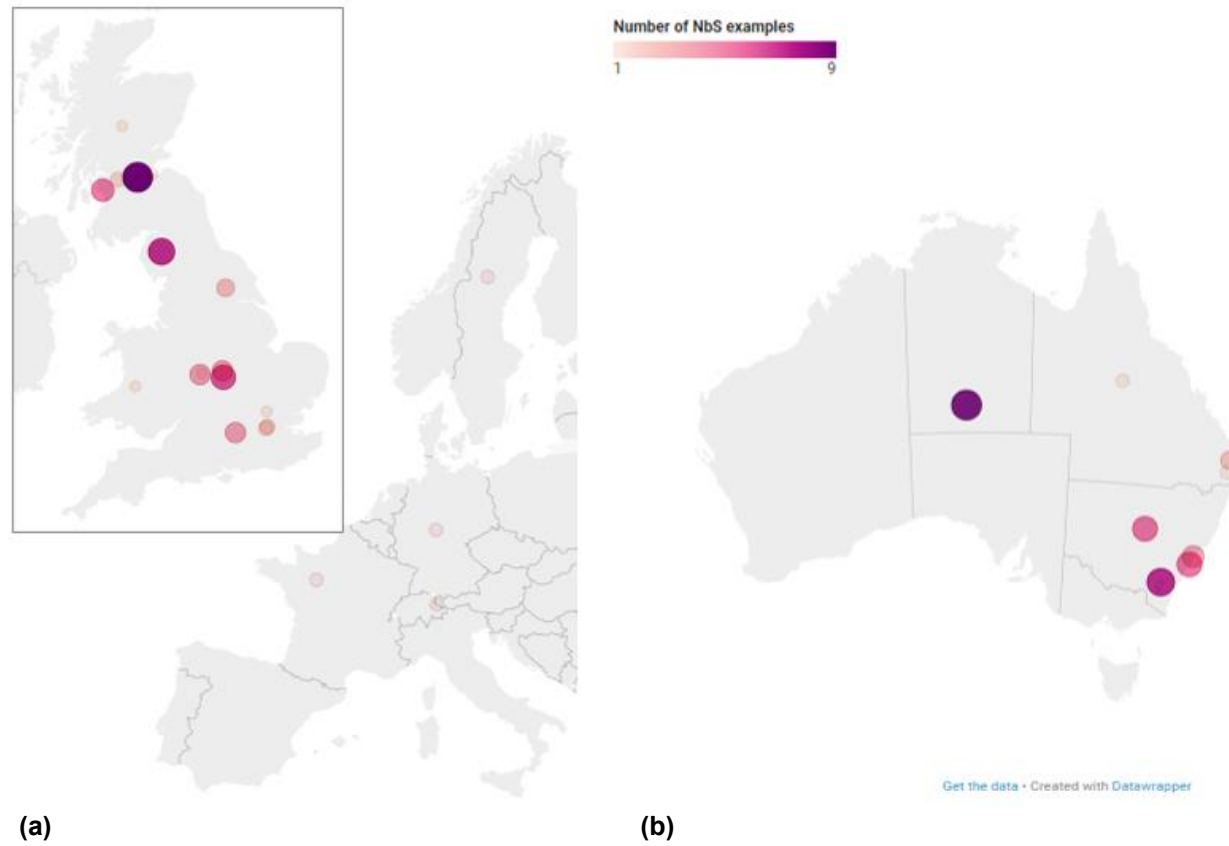 Number of NbS examples
1 9
Get the data • Created with Datawrapper
(a) (b)